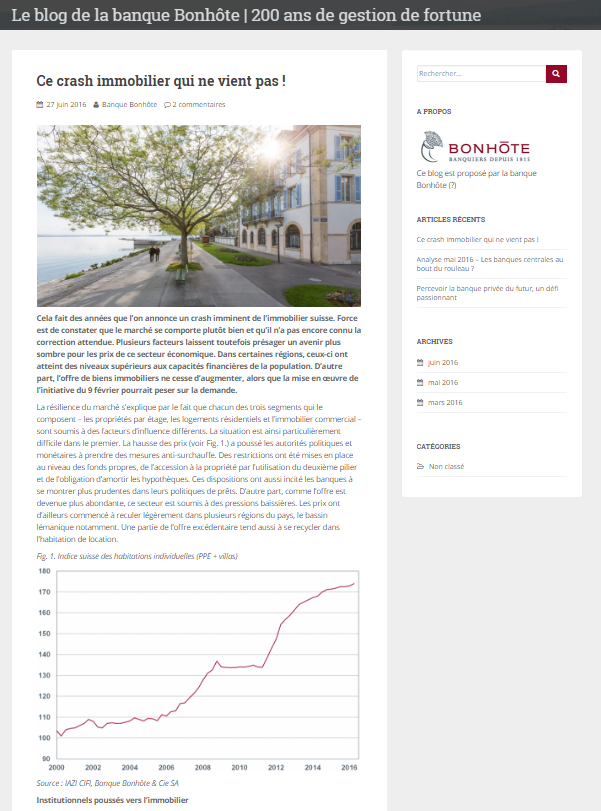 Le blog de la banque Bonhôte | 200 ans de gestion de fortune
Ce crash immobilier qui ne vient pas !
27 juin 2016 Banque Bonhôte 2 commentaires
Cela fait des années que l'on annonce un crash imminent de l'immobilier suisse. Force
est de constater que le marché se comporte plutôt bien et qu'il n'a pas encore connu la
correction attendue. Plusieurs facteurs laissent toutefois présager un avenir plus
sombre pour les prix de ce secteur économique. Dans certaines régions, ceux-ci ont
atteint des niveaux supérieurs aux capacités financières de la population. D'autre
part, l'offre de biens immobiliers ne cesse d'augmenter, alors que la mise en œuvre de
l'initiative du 9 février pourrait peser sur la demande.
La résilience du marché s'explique par le fait que chacun des trois segments qui le
composent – les propriétés par étage, les logements résidentiels et l'immobilier commercial –
sont soumis à des facteurs d'influence différents. La situation est ainsi particulièrement
difficile dans le premier. La hausse des prix (voir Fig. 1.) a poussé les autorités politiques et
monétaires à prendre des mesures anti-surchauffe. Des restrictions ont été mises en place
au niveau des fonds propres, de l'accession à la propriété par l'utilisation du deuxième pilier
et de l'obligation d'amortir les hypothèques. Ces dispositions ont aussi incité les banques à
se montrer plus prudentes dans leurs politiques de prêts. D'autre part, comme l'offre est
devenue plus abondante, ce secteur est soumis à des pressions baissières. Les prix ont
d'ailleurs commencé à reculer légèrement dans plusieurs régions du pays, le bassin
lémanique notamment. Une partie de l'offre excédentaire tend aussi à se recycler dans
l'habitation de location.
Fig. 1. Indice suisse des habitations individuelles (PPE + villas)
180
170
160
150
140
130
120
110
100
90
2000 2002 2004 2006 2008 2010 2012 2014 2016
Source : IAZI CIFI, Banque Bonhôte & Cie SA
Institutionnels poussés vers l'immobilier
Rechercher...
A PROPOS
BONHÔTE
BANQUIERS DEPUIS 1815
Ce blog est proposé par la banque
Bonhôte (?)
ARTICLES RÉCENTS
Ce crash immobilier qui ne vient pas !
Analyse mai 2016 – Les banques centrales au
bout du rouleau ?
Percevoir la banque privée du futur, un défi
passionnant
ARCHIVES
juin 2016
mai 2016
mars 2016
CATÉGORIES
Non classé